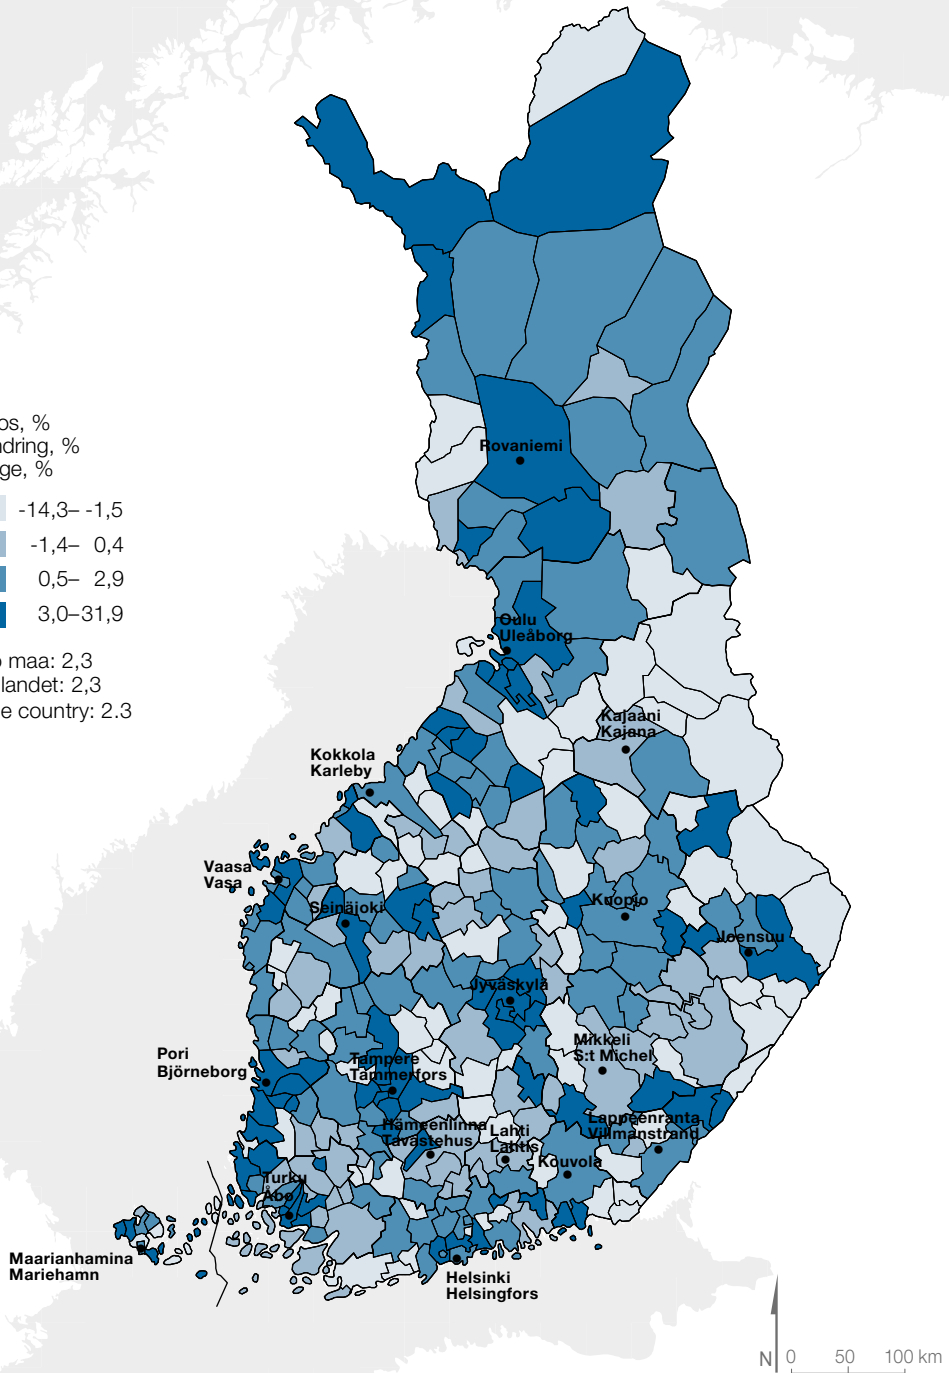 Rovaniemi
os, %
ndring, %
ge, %
-14,3– -1,5
-1,4– 0,4
0,5– 2,9
3,0–31,9
o maa: 2,3
landet: 2,3
e country: 2.3
Oulu
Uleåborg
Kajaani
Kajana
Kokkola
Karleby
Vaasa
Vasa
Seinäjoki
Kuopio
Joensuu
Jyväskylä
Mikkeli
S:t Michel
Pori
Björneborg
Tampere
Tammerfors
Hämeenlinna
Tavastehus
Lahti
Lahtis
Lappeenranta
Villmanstrand
Kouvola
Turku
Åbo
Maarianhamina
Mariehamn
Helsinki
Helsingfors
N 0 50 100 km